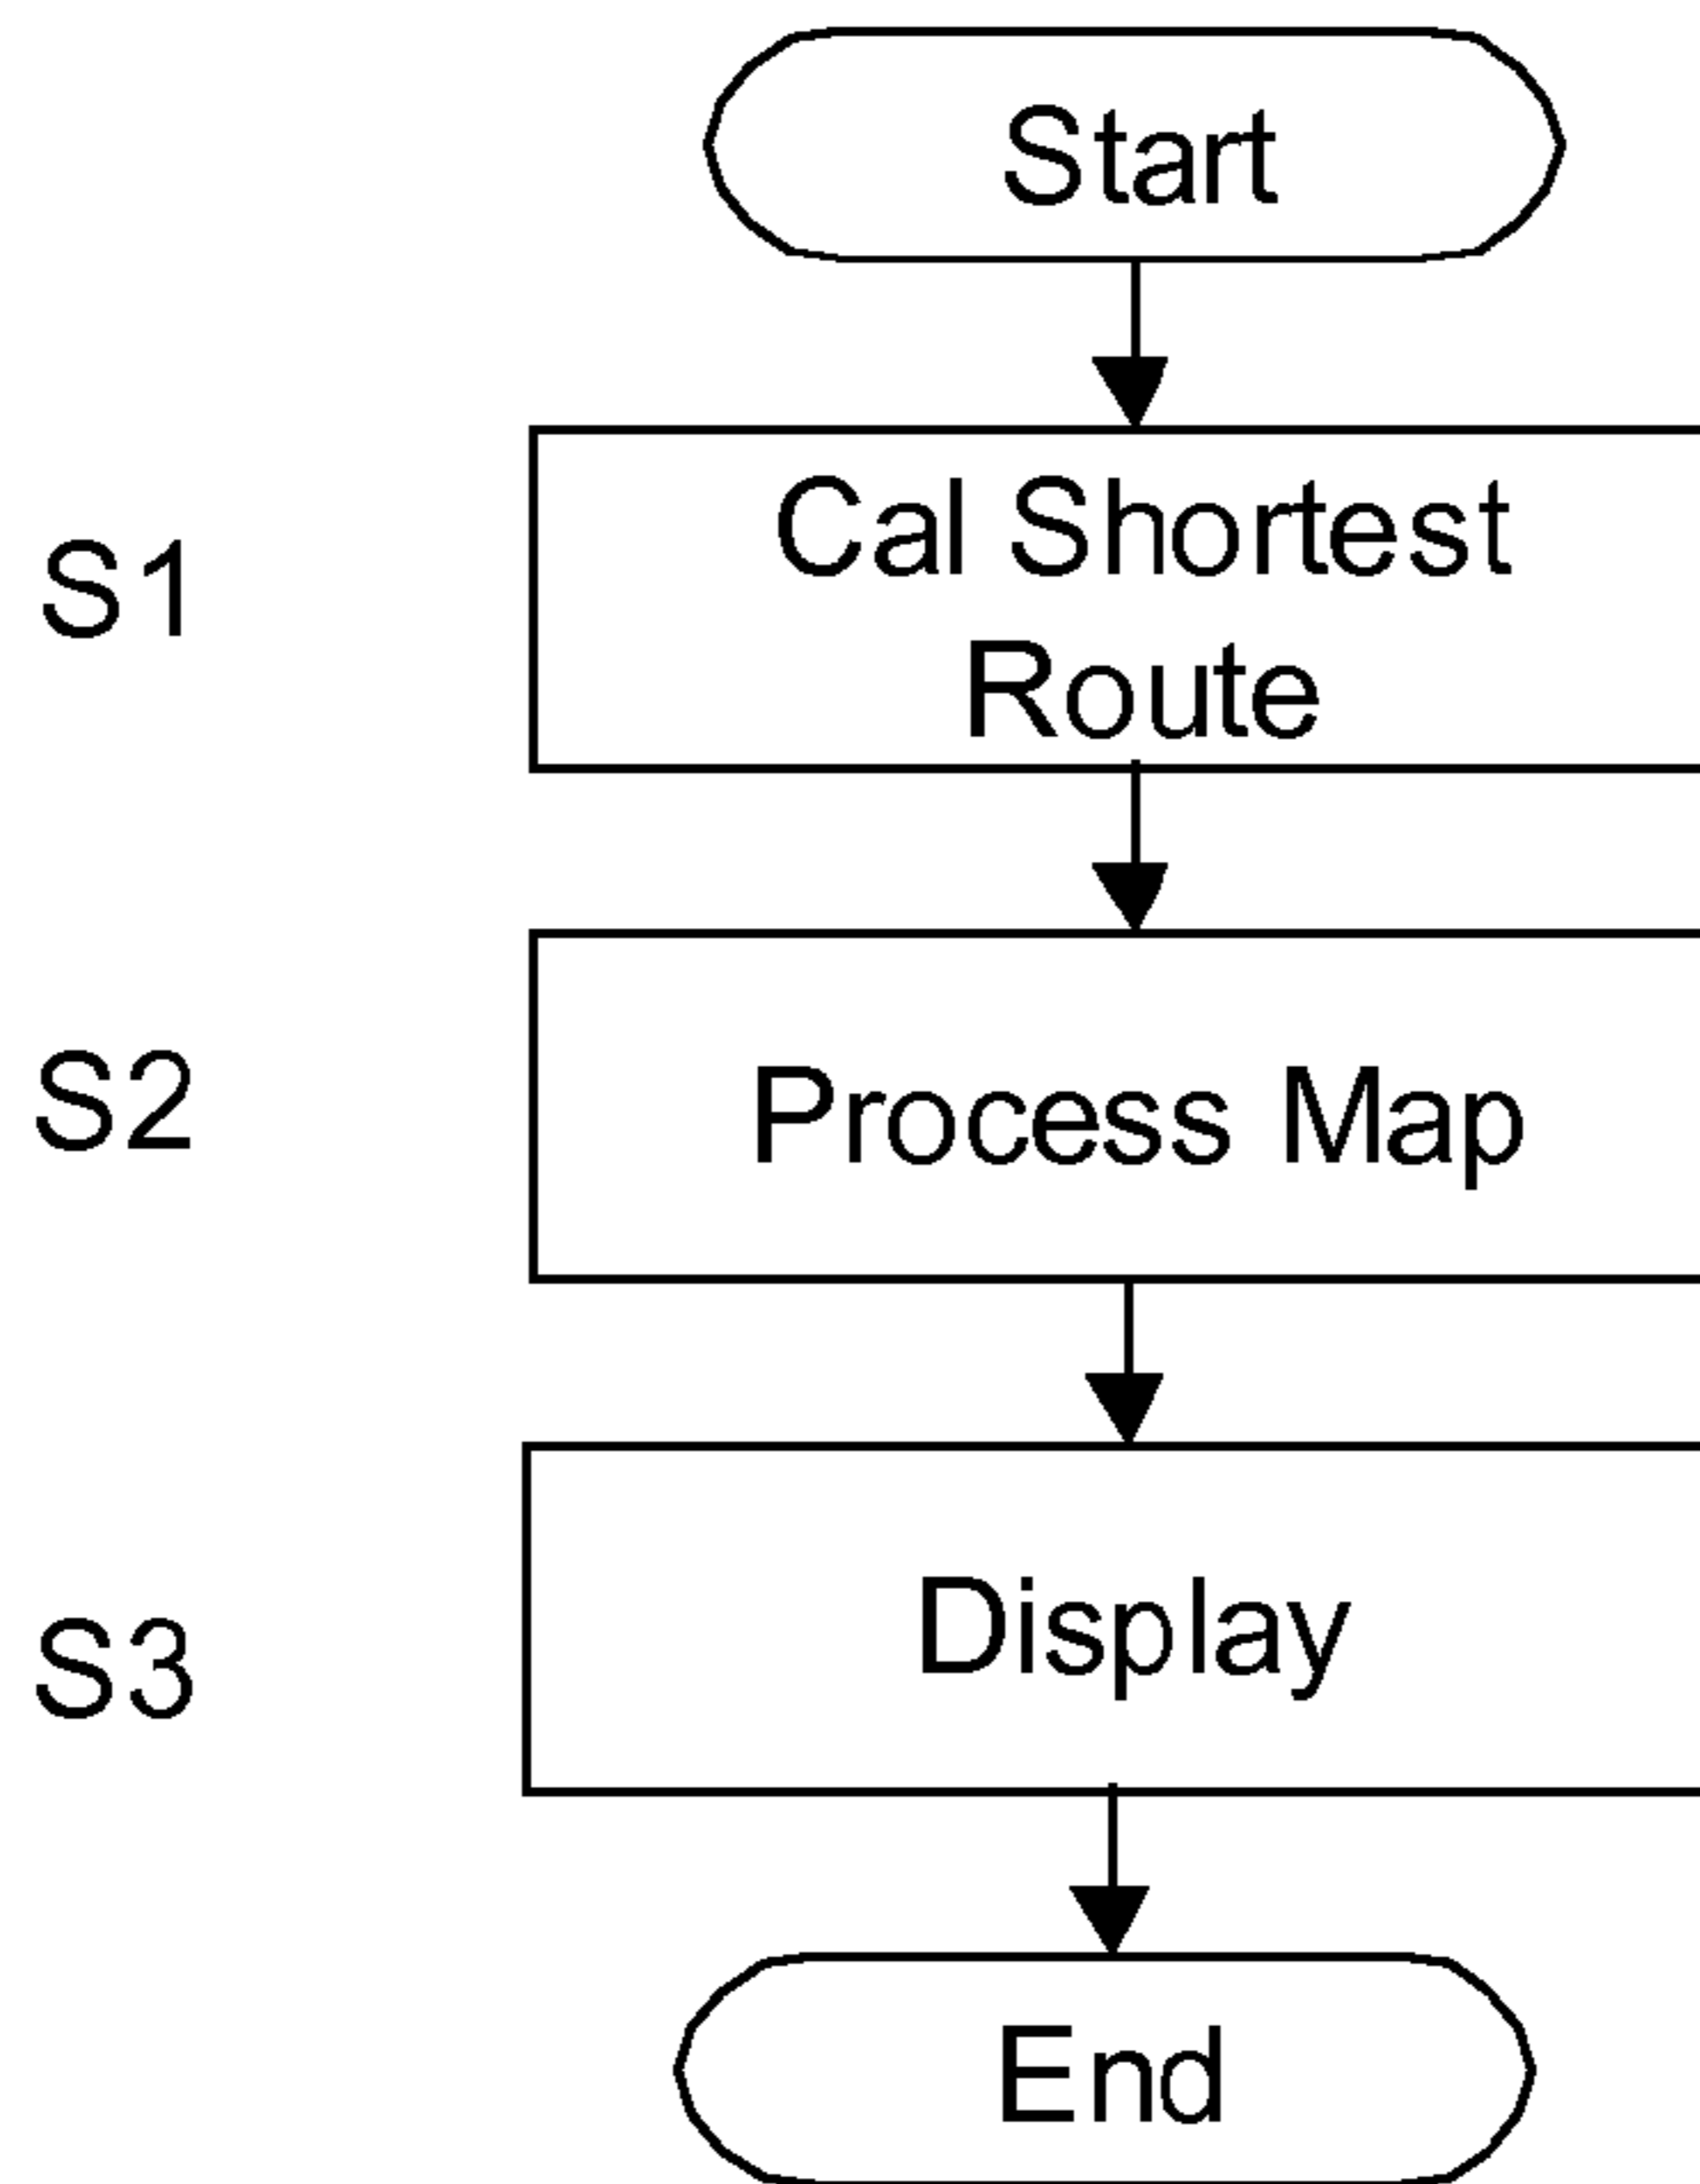 Start
S1
Cal Shortest
Route
S2
Process Map
S3
Display
End